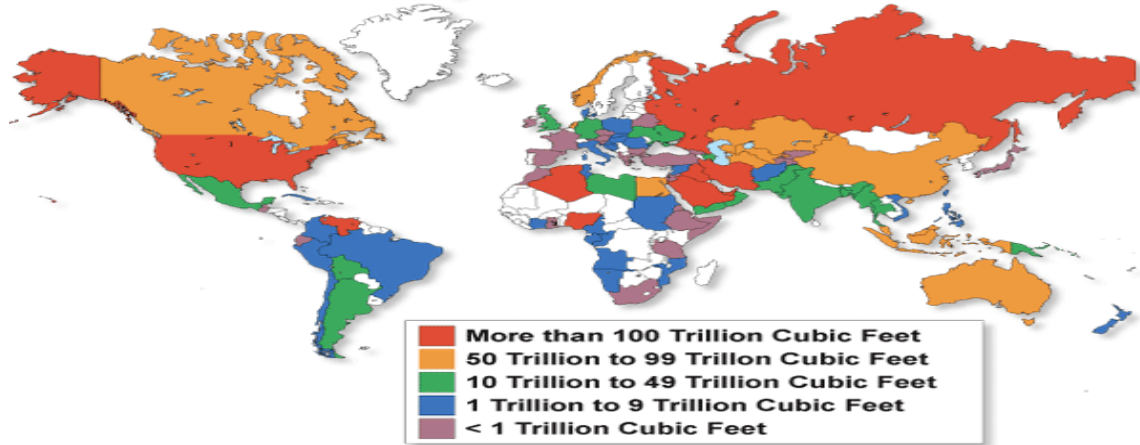 More than 100 Trillion Cubic Feet
50 Trillion to 99 Trillon Cubic Feet
10 Trillion to 49 Trillion Cubic Feet
1 Trillion to 9 Trillion Cubic Feet
< 1 Trillion Cubic Feet